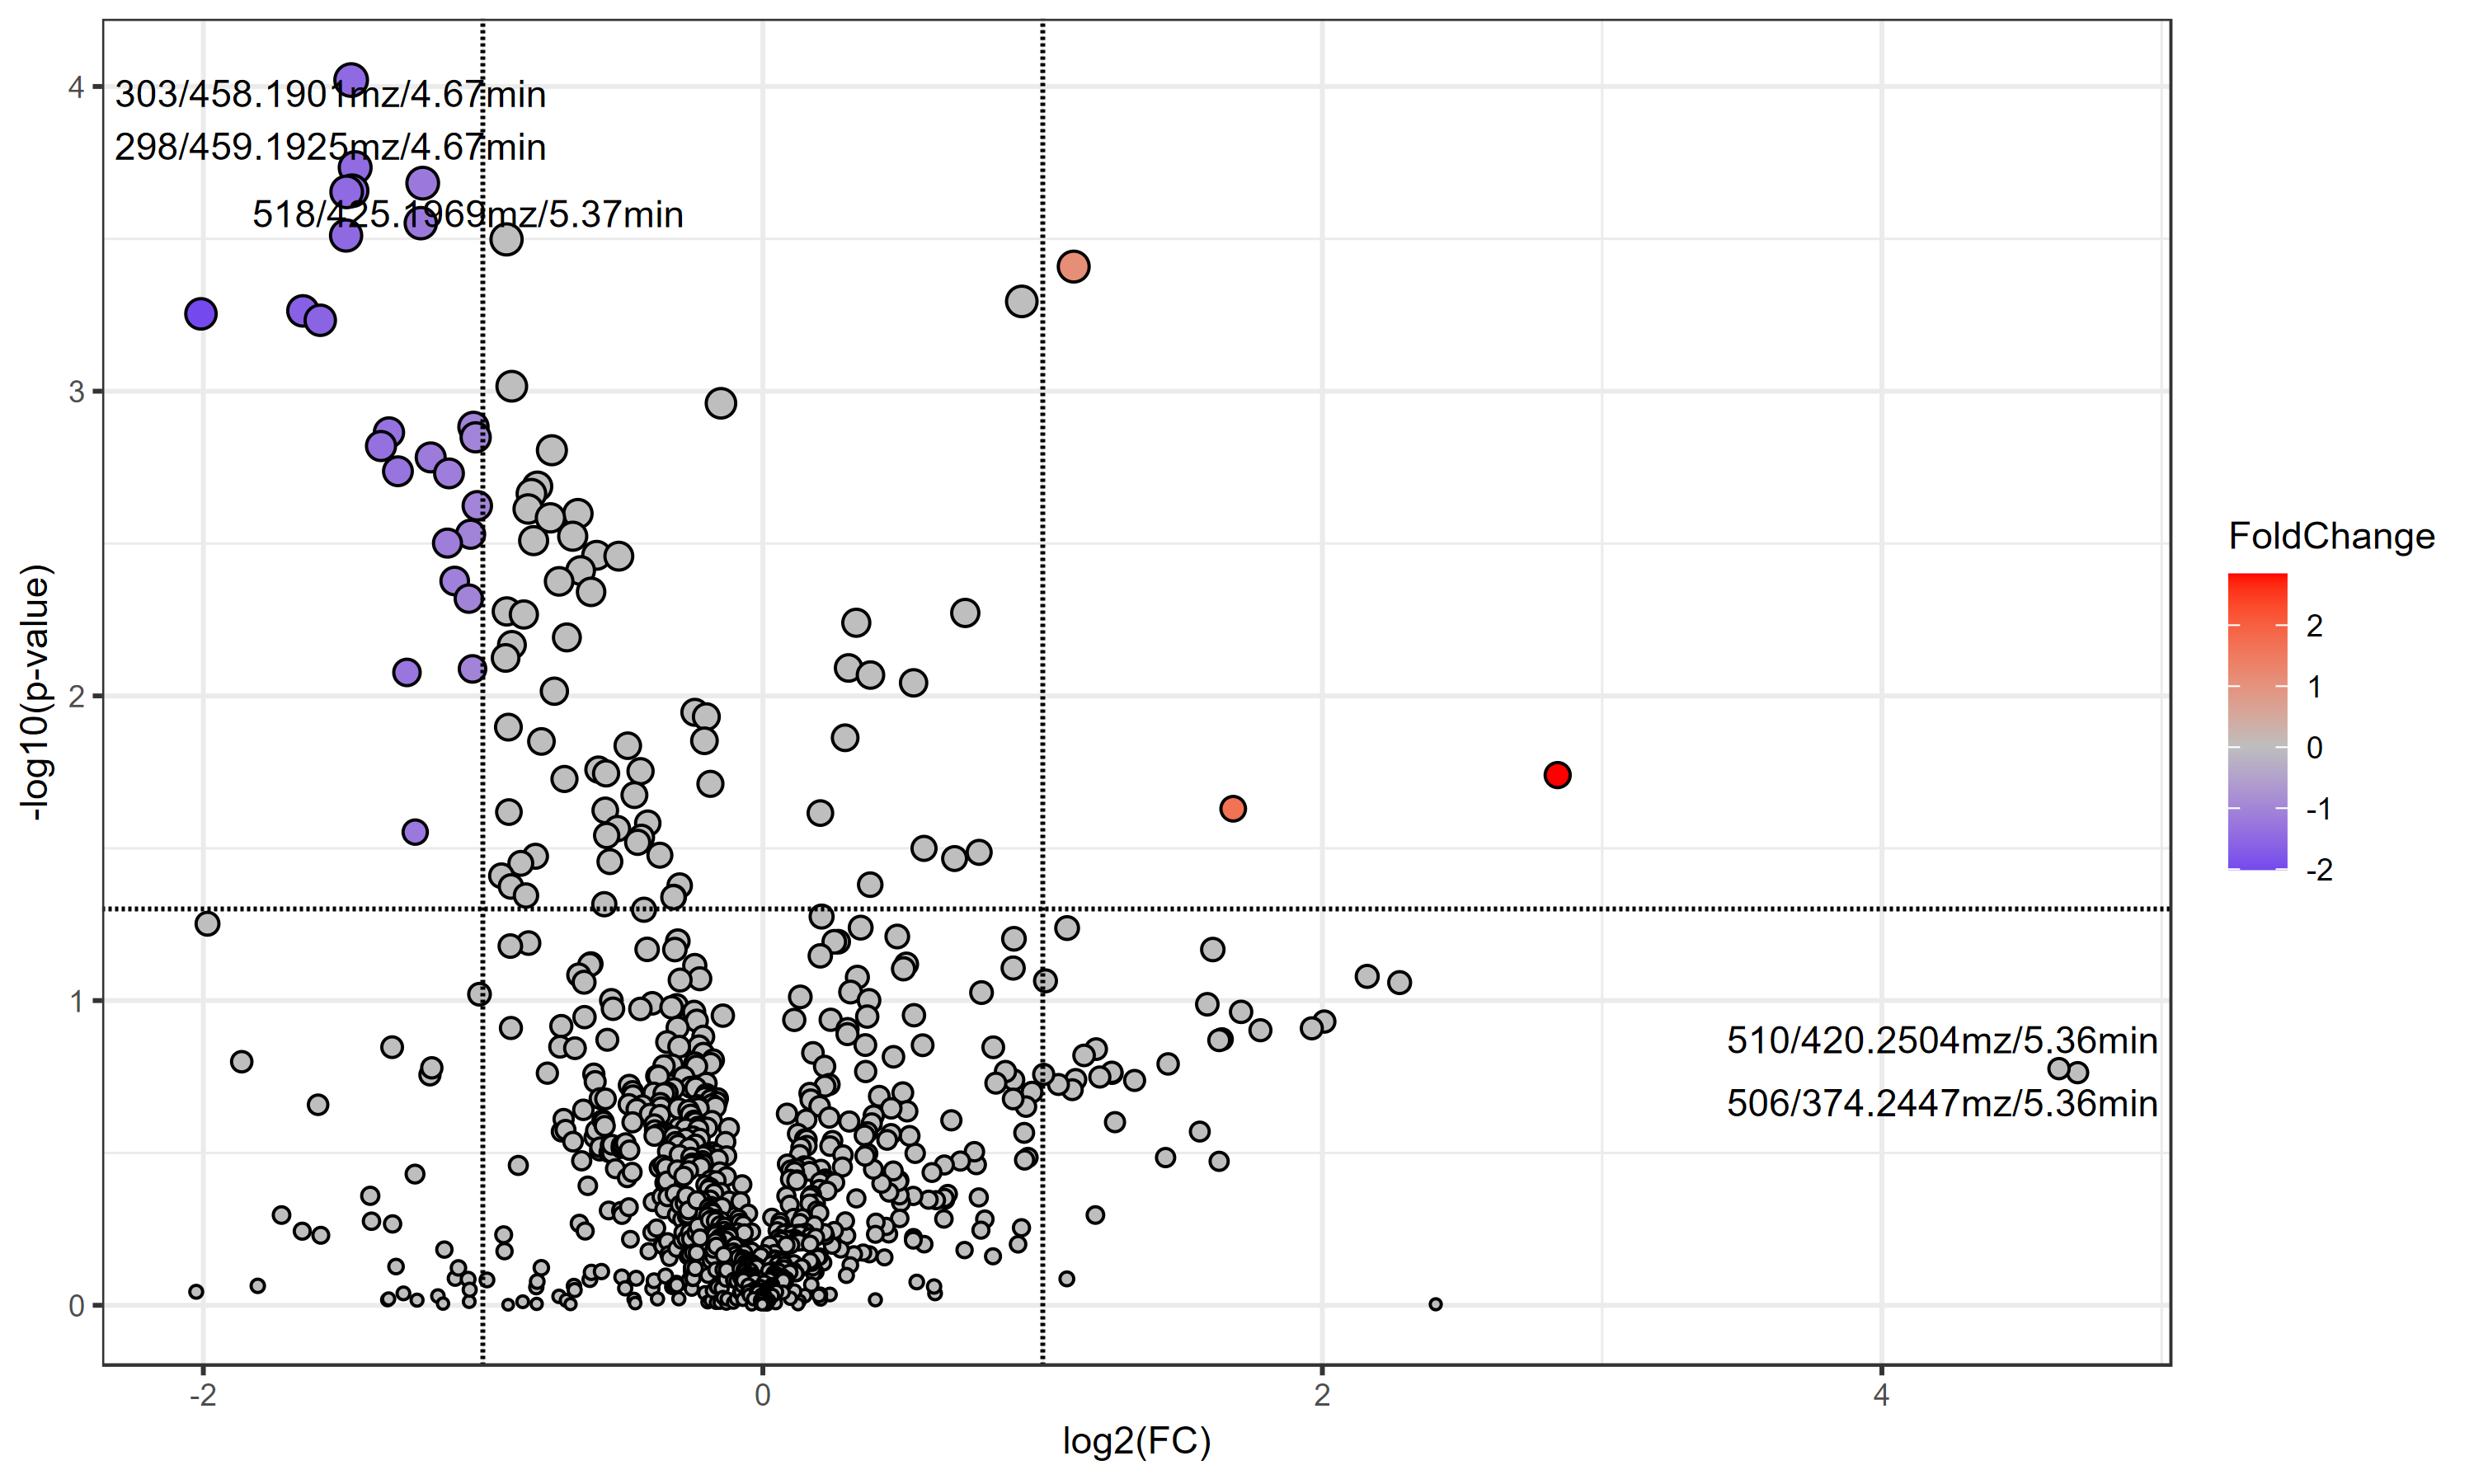 4
303/458.1901mz/4.67min
298/459.1925mz/4.67min
518/425.1969mz/5.37min
3
2
1
0
-log10(p-value)
510/420.2504mz/5.36min
506/374.2447mz/5.36min
-2
0
2
4
log2(FC)
FoldChange
2
1
0
-1
-2